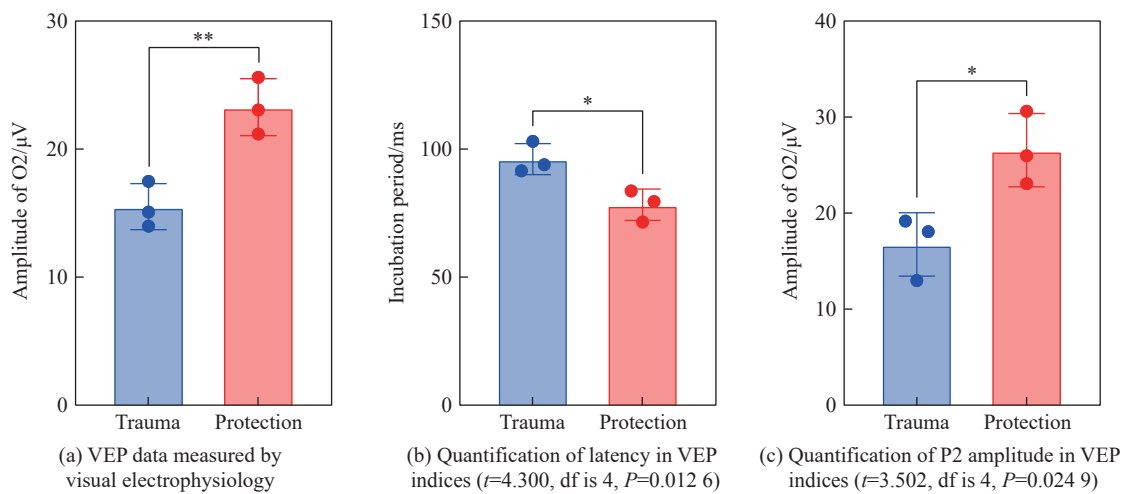 30
20
10
0
Amplitude of O2/μV
**
Trauma
Protection
(a) VEP data measured by
visual electrophysiology
150
100
50
0
Incubation period/ms
*
Trauma
Protection
(b) Quantification of latency in VEP
indices (t=4.300, df is 4, P=0.012 6)
40
30
20
10
0
Amplitude of O2/μV
*
Trauma
Protection
(c) Quantification of P2 amplitude in VEP
indices (t=3.502, df is 4, P=0.024 9)